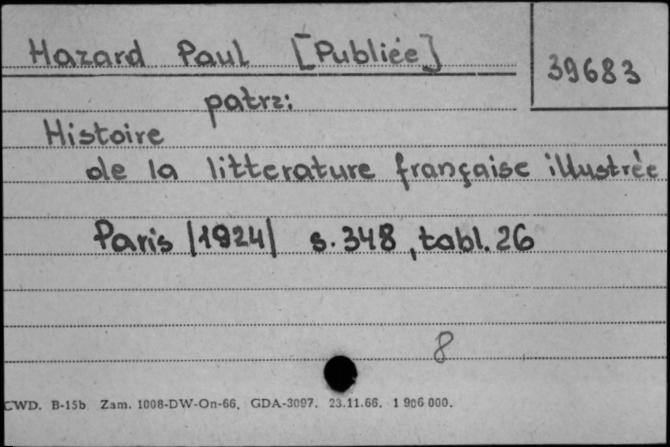 Hazard Paul [Publiée]
39683
patrz:
Histoire
de la litterature française illustrée
Paris |1924| s. 348, tabl. 26
8
CWD. B-15b Zam. 1008-DW-On-66, GDA-3097. 23.11.66. 1 906 000.